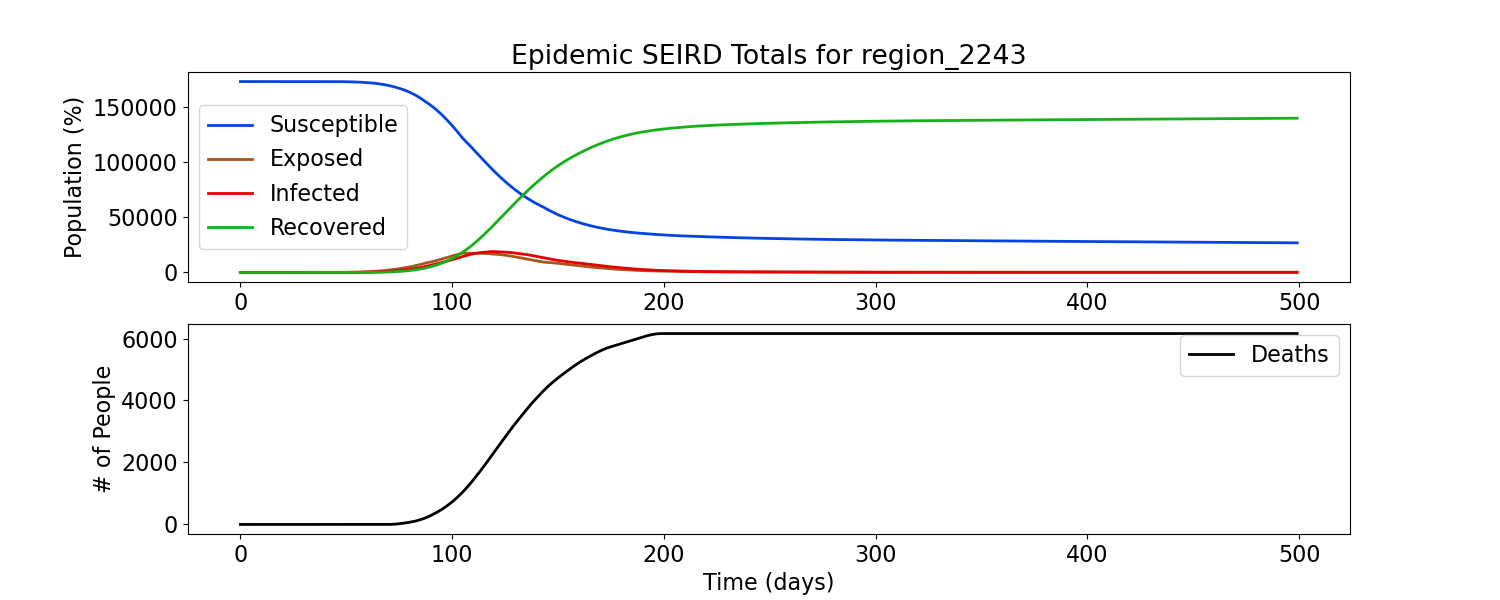 Epidemic SEIRD Totals for region_2243
Population (%)
150000
100000
50000
0
Susceptible
Exposed
Infected
Recovered
0 100 200 300 400 500
# of People
6000
4000
2000
0
Deaths
0 100 200 300 400 500
Time (days)